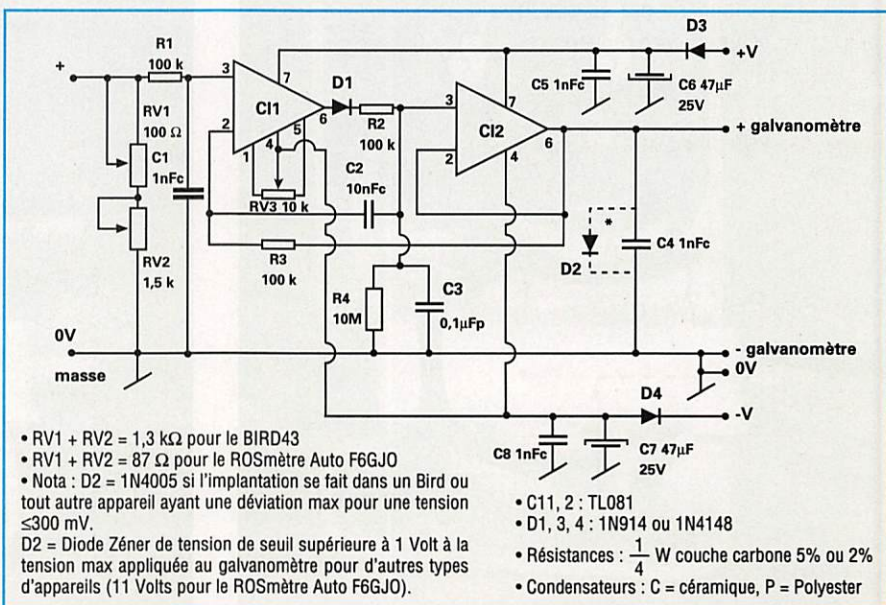 D3
+V
R1
100 k
+
3
7
D1
C5 1nFc
C6 47µF
25V
RV1
100 Ω
C1
1nFc
CI1
2
5
4
6
1
R2
100 k
3
7
CI2
2
4
6
+ galvanomètre
C2
10nFc
RV3 10 k
*
D2
C4 1nFc
RV2
1,5 k
R3
100 k
R4
10M
C3
0,1µFp
0V
masse
- galvanomètre
0V
D4
-V
C8 1nFc
C7 47µF
25V
• RV1 + RV2 = 1,3 kΩ pour le BIRD43
• RV1 + RV2 = 87 Ω pour le ROSmètre Auto F6GJO
• Nota : D2 = 1N4005 si l'implantation se fait dans un Bird ou
tout autre appareil ayant une déviation max pour une tension
≤300 mV.
D2 = Diode Zéner de tension de seuil supérieure à 1 Volt à la
tension max appliquée au galvanomètre pour d'autres types
d'appareils (11 Volts pour le ROSmètre Auto F6GJO).
• C11, 2 : TL081
• D1, 3, 4 : 1N914 ou 1N4148
• Résistances : 1/4 W couche carbone 5% ou 2%
• Condensateurs : C = céramique, P = Polyester